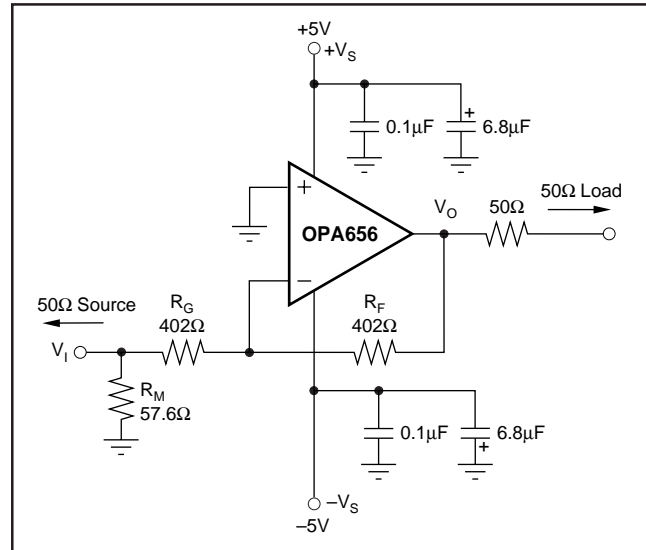 +5V
+V_S
0.1μF
6.8μF
+
+
OPA656
–
V_O
50Ω
50Ω Load
50Ω Source
R_G
402Ω
R_F
402Ω
V_I
R_M
57.6Ω
0.1μF
6.8μF
+
–V_S
–5V